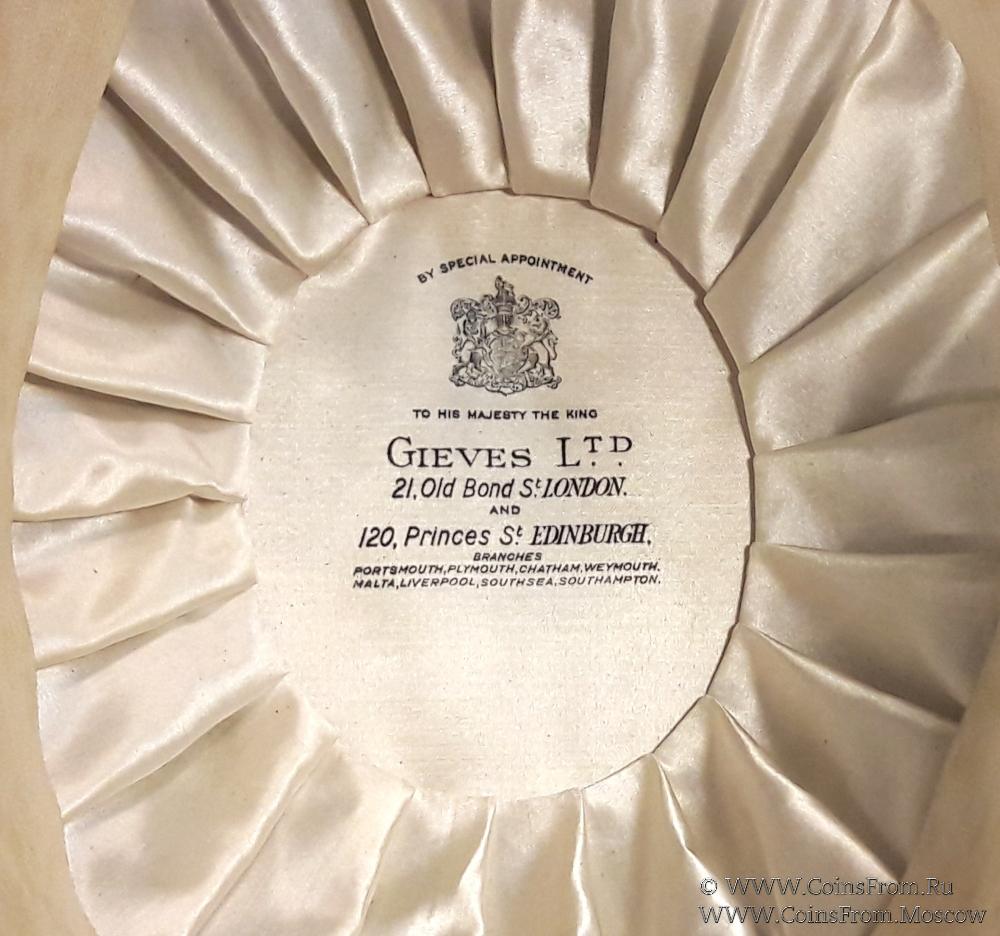 BY SPECIAL APPOINTMENT
TO HIS MAJESTY THE KING
GIEVES LTD.
21, Old Bond St. LONDON.
AND
120, Princes St. EDINBURGH,
BRANCHES
PORTSMOUTH, PLYMOUTH, CHATHAM, WEYMOUTH.
MALTA, LIVERPOOL, SOUTHSEA, SOUTHAMPTON.
© WWW.CoinsFrom.Ru
WWW.CoinsFrom.Moscow